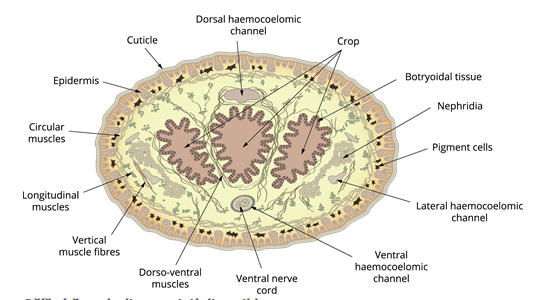 Dorsal haemocoelomic
channel
Cuticle
Crop
Epidermis
Botryoidal tissue
Nephridia
Circular
muscles
Pigment cells
Longitudinal
muscles
Lateral haemocoelomic
channel
Vertical
muscle fibres
Dorso-ventral
muscles
Ventral nerve
cord
Ventral
haemocoelomic
channel